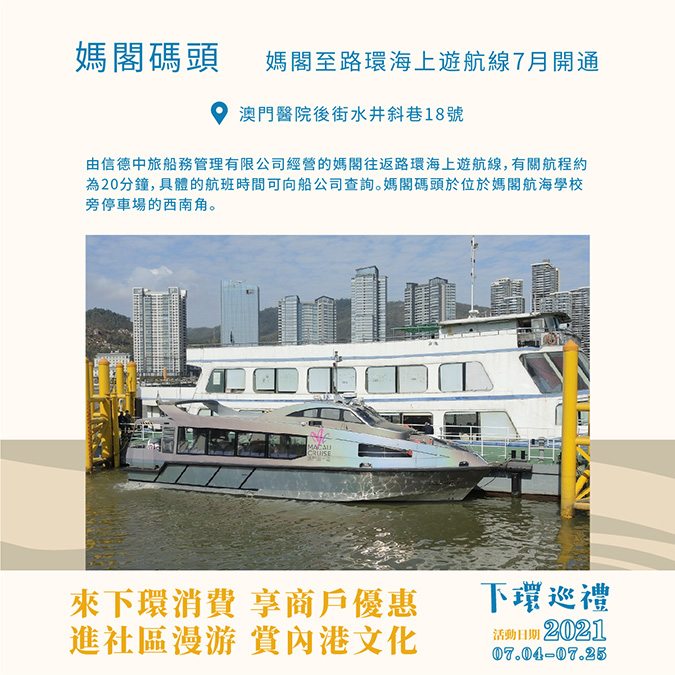 媽閣碼頭
媽閣至路環海上遊航線7月開通
澳門醫院後街水井斜巷18號
由信德中旅船務管理有限公司經營的媽閣往返路環海上遊航線,有關航程約
為20分鐘,具體的航班時間可向船公司查詢。媽閣碼頭於位於媽閣航海學校
旁停車場的西南角。
MACAU
CRUISE
來下環消費 享商戶優惠
進社區漫游 賞內港文化
下環巡禮
活動日期2021
07.04-07.25